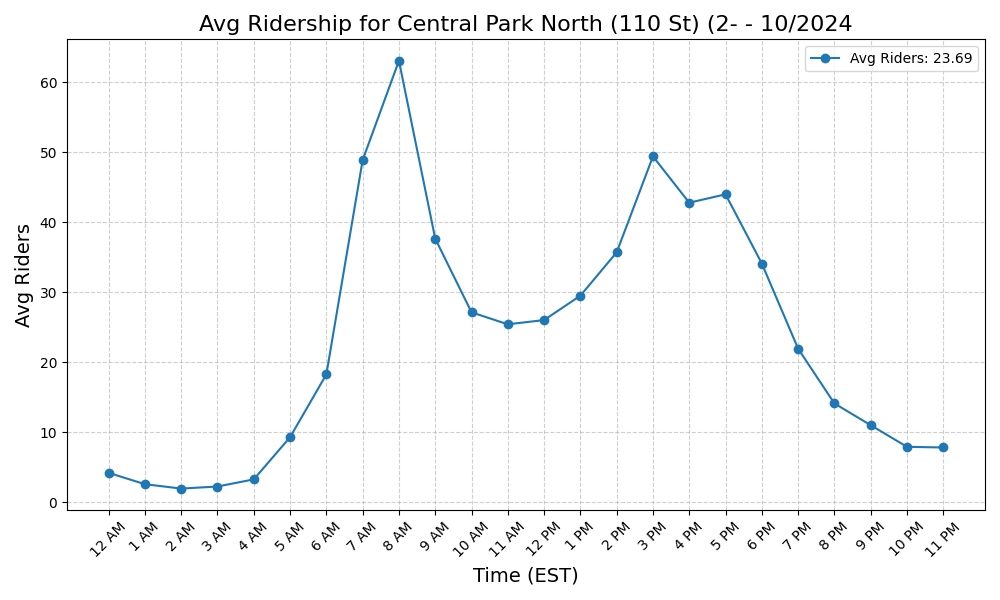 Avg Ridership for Central Park North (110 St) (2- - 10/2024
Avg Riders: 23.69
Avg Riders
60
50
40
30
20
10
0
12 AM
1 AM
2 AM
3 AM
4 AM
5 AM
6 AM
7 AM
8 AM
9 AM
10 AM
11 AM
12 PM
1 PM
2 PM
3 PM
4 PM
5 PM
6 PM
7 PM
8 PM
9 PM
10 PM
11 PM
Time (EST)